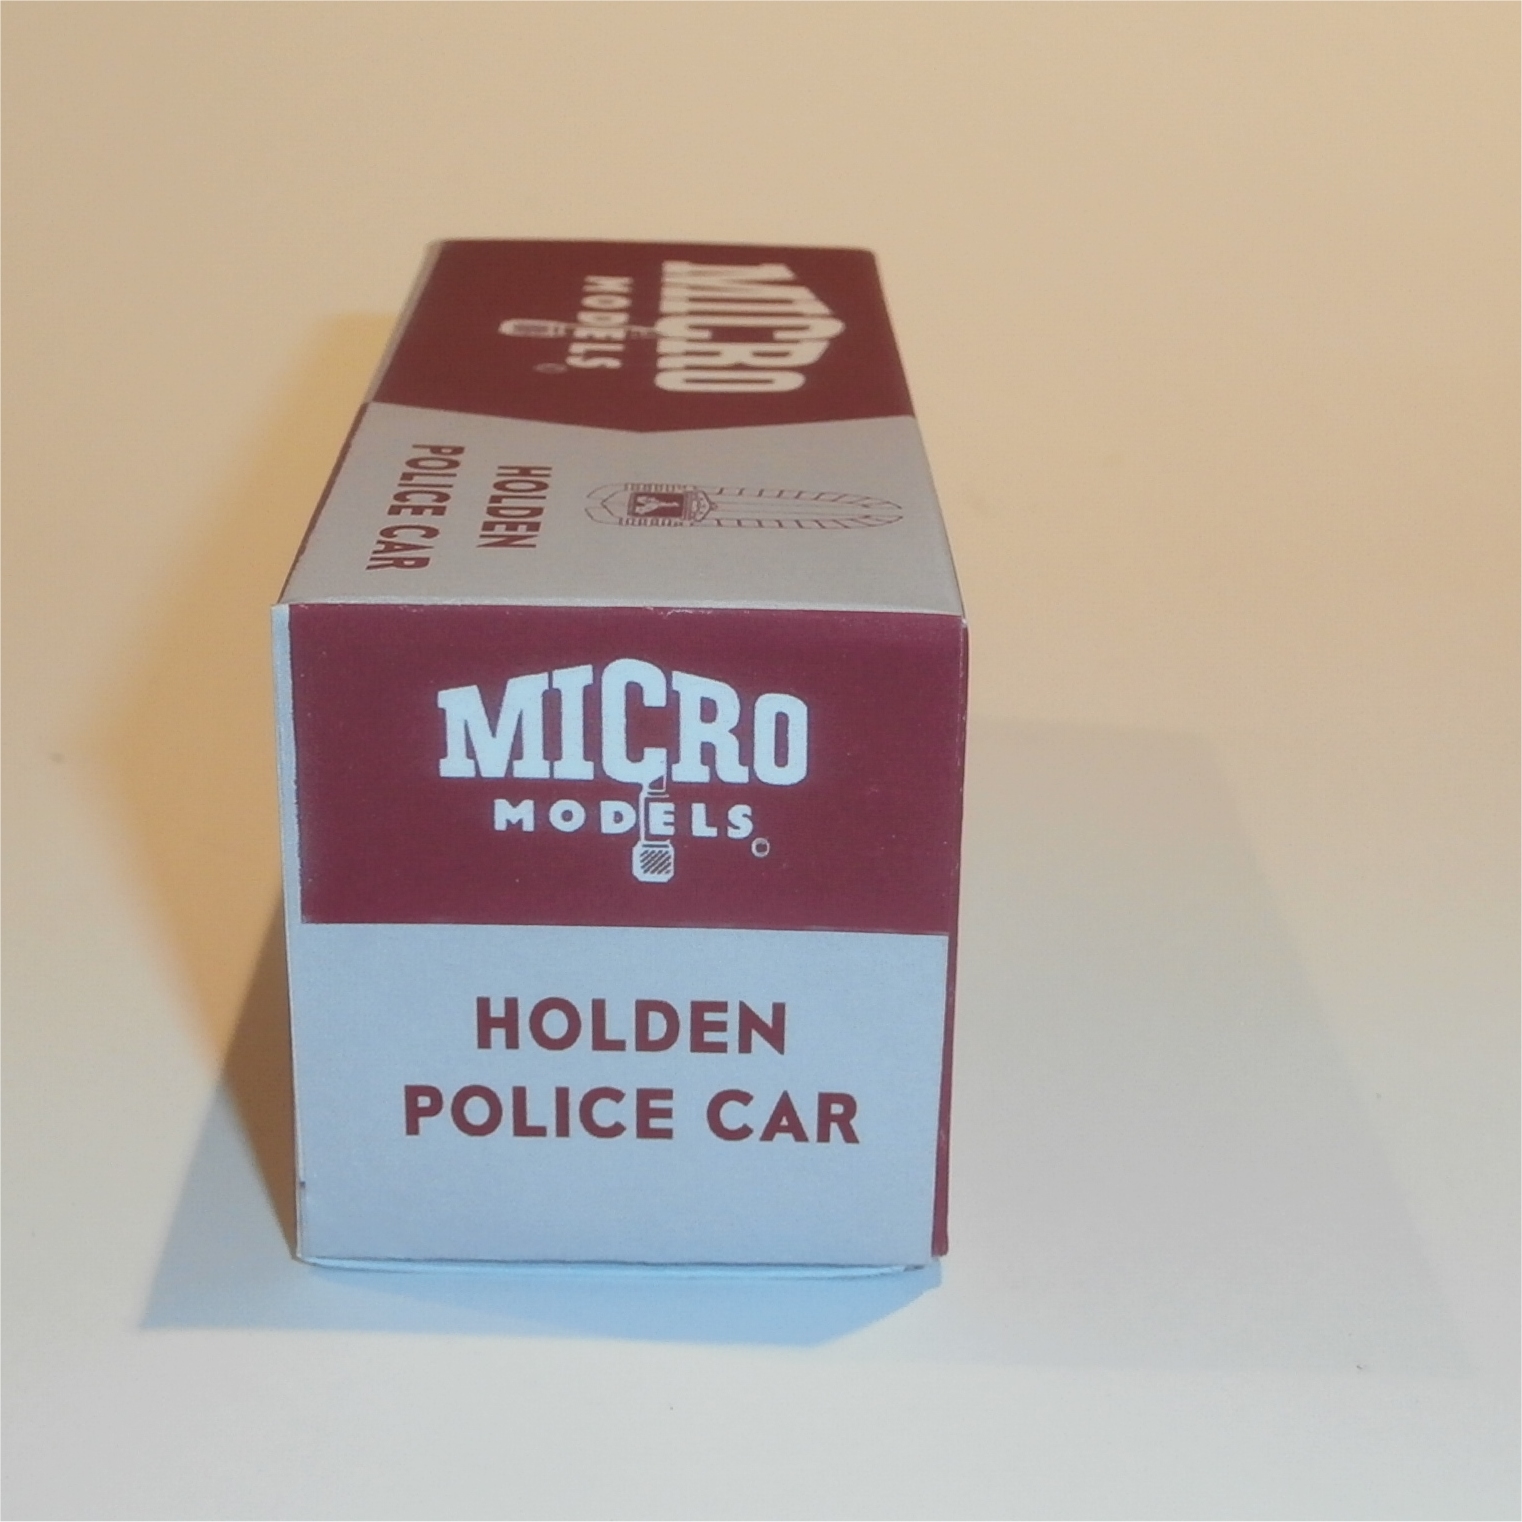 MICRO
MODELS
HOLDEN
POLICE CAR
MICRO
MODELS
HOLDEN
POLICE CAR